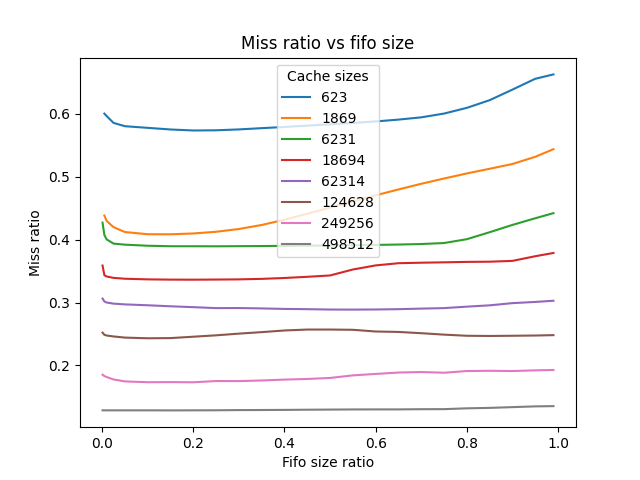 Miss ratio vs fifo size
Cache sizes
623
1869
6231
18694
62314
124628
249256
498512
Miss ratio
0.6
0.5
0.4
0.3
0.2
0.0 0.2 0.4 0.6 0.8 1.0
Fifo size ratio